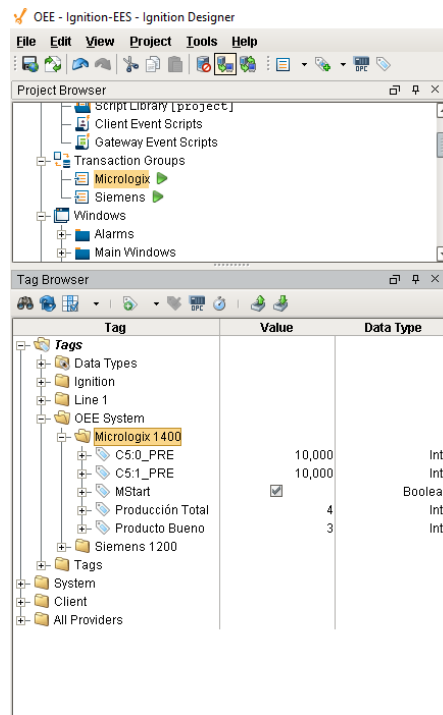 OEE - Ignition-EES - Ignition Designer
File Edit View Project Tools Help
OPC
Project Browser
Script Library [project]
Client Event Scripts
Gateway Event Scripts
Transaction Groups
Micrologix
Siemens
Windows
Alarms
Main Windows
Tag Browser
OPC
Tag Value Data Type
Tags
Data Types
Ignition
Line 1
OEE System
Micrologix 1400
C5:0_PRE 10,000 Int
C5:1_PRE 10,000 Int
MStart Boolea
Producción Total 4 Int
Producto Bueno 3 Int
Siemens 1200
Tags
System
Client
All Providers